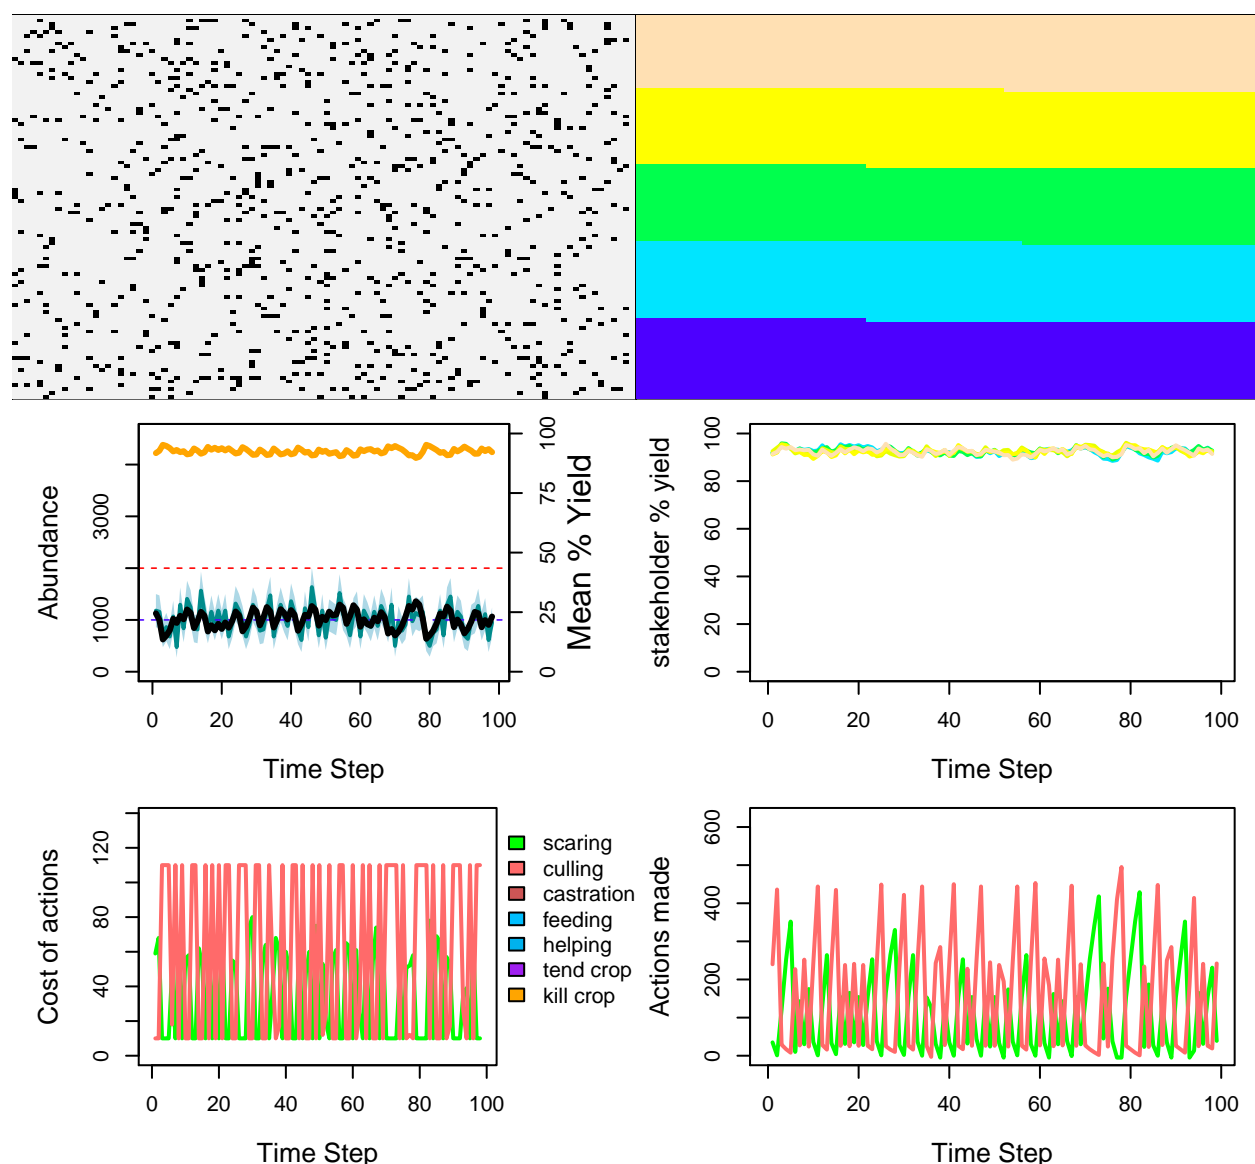 Abundance
0
1000
3000
0
25
50
75
100
Mean % Yield
0 20 40 60 80 100
Time Step
stakeholder % yield
0
20
40
60
80
100
0 20 40 60 80 100
Time Step
Cost of actions
0
40
80
120
0 20 40 60 80 100
Time Step
scaring
culling
castration
feeding
helping
tend crop
kill crop
Actions made
0
200
400
600
0 20 40 60 80 100
Time Step